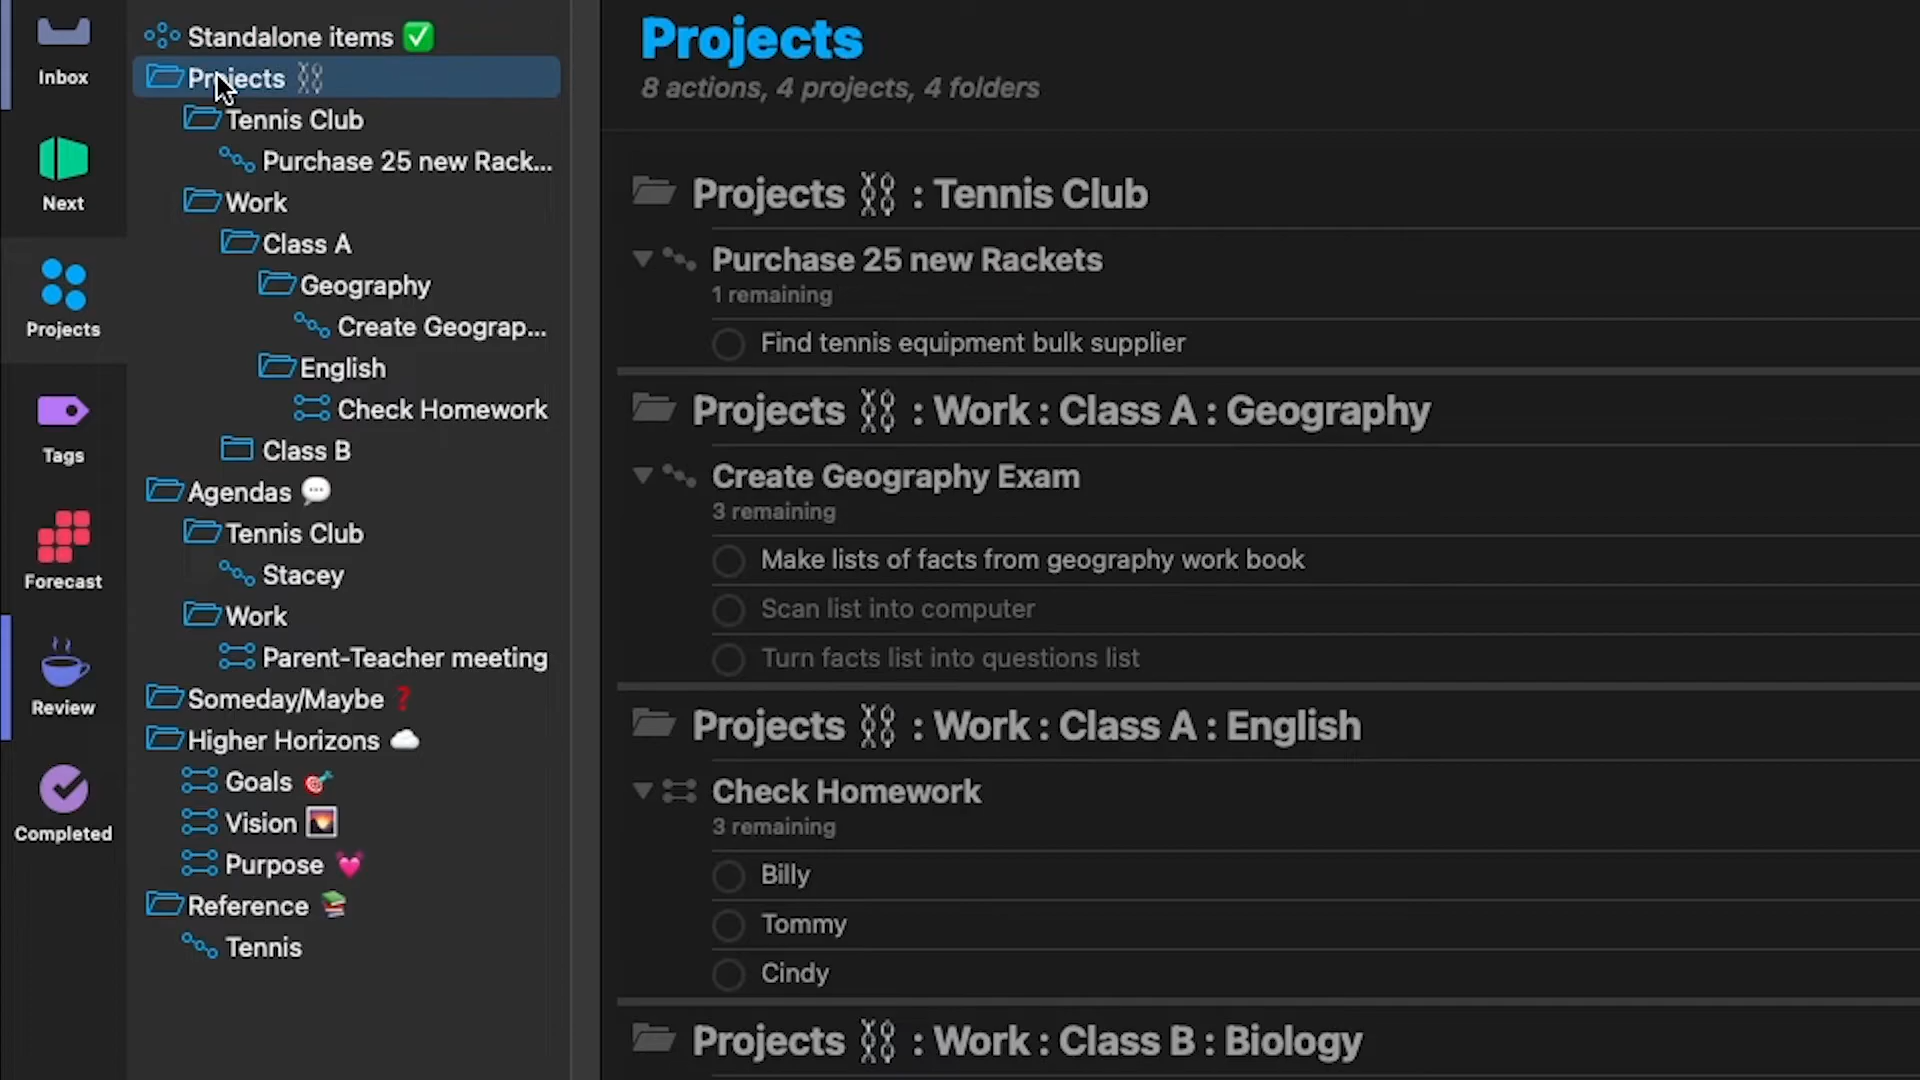 Inbox
Next
Projects
Tags
Forecast
Review
Completed
Standalone items ✅
Projects ⛓
Tennis Club
Purchase 25 new Rack...
Work
Class A
Geography
Create Geograp...
English
Check Homework
Class B
Agendas 💬
Tennis Club
Stacey
Work
Parent-Teacher meeting
Someday/Maybe ❓
Higher Horizons ☁️
Goals 🎯
Vision 🌄
Purpose 💓
Reference 📚
Tennis
Projects
8 actions, 4 projects, 4 folders
Projects ⛓ : Tennis Club
Purchase 25 new Rackets
1 remaining
Find tennis equipment bulk supplier
Projects ⛓ : Work : Class A : Geography
Create Geography Exam
3 remaining
Make lists of facts from geography work book
Scan list into computer
Turn facts list into questions list
Projects ⛓ : Work : Class A : English
Check Homework
3 remaining
Billy
Tommy
Cindy
Projects ⛓ : Work : Class B : Biology